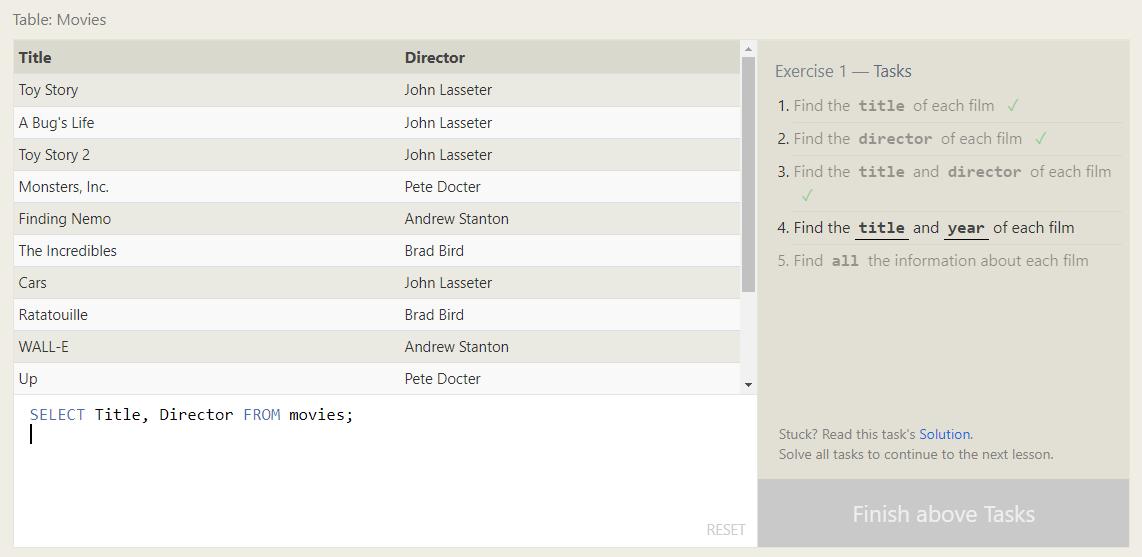 Table: Movies
Title Director
Toy Story John Lasseter
A Bug's Life John Lasseter
Toy Story 2 John Lasseter
Monsters, Inc. Pete Docter
Finding Nemo Andrew Stanton
The Incredibles Brad Bird
Cars John Lasseter
Ratatouille Brad Bird
WALL-E Andrew Stanton
Up Pete Docter
SELECT Title, Director FROM movies;
RESET
Exercise 1 — Tasks
1. Find the title of each film ✓
2. Find the director of each film ✓
3. Find the title and director of each film
✓
4. Find the title and year of each film
5. Find all the information about each film
Stuck? Read this task's Solution.
Solve all tasks to continue to the next lesson.
Finish above Tasks